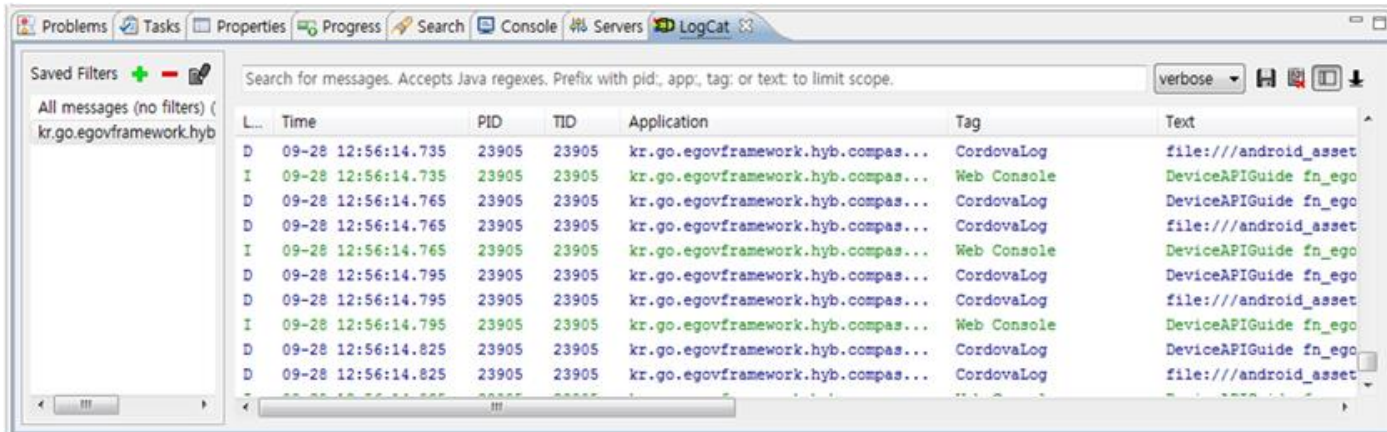 Problems Tasks Properties Progress Search Console Servers LogCat
Saved Filters
Search for messages. Accepts Java regexes. Prefix with pid:, app:, tag: or text: to limit scope.
verbose
All messages (no filters) (
kr.go.egovframework.hyb
L... Time PID TID Application Tag Text
D 09-28 12:56:14.735 23905 23905 kr.go.egovframework.hyb.compas... CordovaLog file:///android_asset
I 09-28 12:56:14.735 23905 23905 kr.go.egovframework.hyb.compas... Web Console DeviceAPIGuide fn_ego
D 09-28 12:56:14.765 23905 23905 kr.go.egovframework.hyb.compas... CordovaLog DeviceAPIGuide fn_ego
D 09-28 12:56:14.765 23905 23905 kr.go.egovframework.hyb.compas... CordovaLog file:///android_asset
I 09-28 12:56:14.765 23905 23905 kr.go.egovframework.hyb.compas... Web Console DeviceAPIGuide fn_ego
D 09-28 12:56:14.795 23905 23905 kr.go.egovframework.hyb.compas... CordovaLog DeviceAPIGuide fn_ego
D 09-28 12:56:14.795 23905 23905 kr.go.egovframework.hyb.compas... CordovaLog file:///android_asset
I 09-28 12:56:14.795 23905 23905 kr.go.egovframework.hyb.compas... Web Console DeviceAPIGuide fn_ego
D 09-28 12:56:14.825 23905 23905 kr.go.egovframework.hyb.compas... CordovaLog DeviceAPIGuide fn_ego
D 09-28 12:56:14.825 23905 23905 kr.go.egovframework.hyb.compas... CordovaLog file:///android_asset